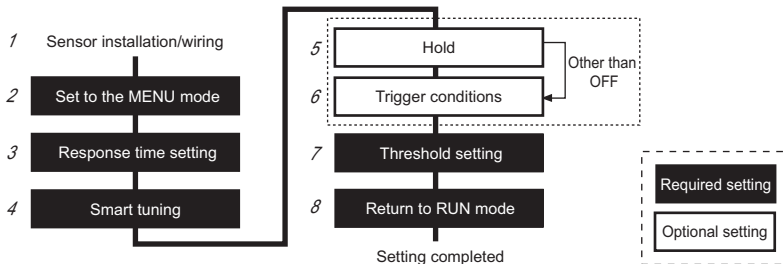 1 Sensor installation/wiring
2 Set to the MENU mode
3 Response time setting
4 Smart tuning
5 Hold
Other than
OFF
6 Trigger conditions
7 Threshold setting
8 Return to RUN mode
Setting completed
Required setting
Optional setting